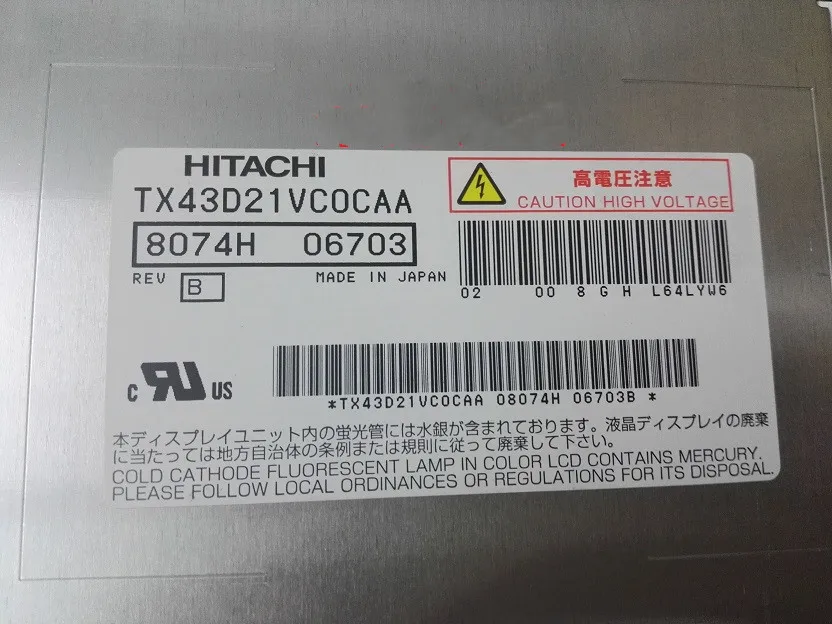 HITACHI
TX43D21VC0CAA
8074H 06703
REV B MADE IN JAPAN
高電圧注意
CAUTION HIGH VOLTAGE
02 00 8 G H L64LYW6
c RU US
*TX43D21VC0CAA 08074H 06703B *
本ディスプレイユニット内の蛍光管には水銀が含まれております。液晶ディスプレイの廃棄
に当たっては地方自治体の条例または規則に従って廃棄して下さい。
COLD CATHODE FLUORESCENT LAMP IN COLOR LCD CONTAINS MERCURY.
PLEASE FOLLOW LOCAL ORDINANCES OR REGULATIONS FOR ITS DISPOSAL.